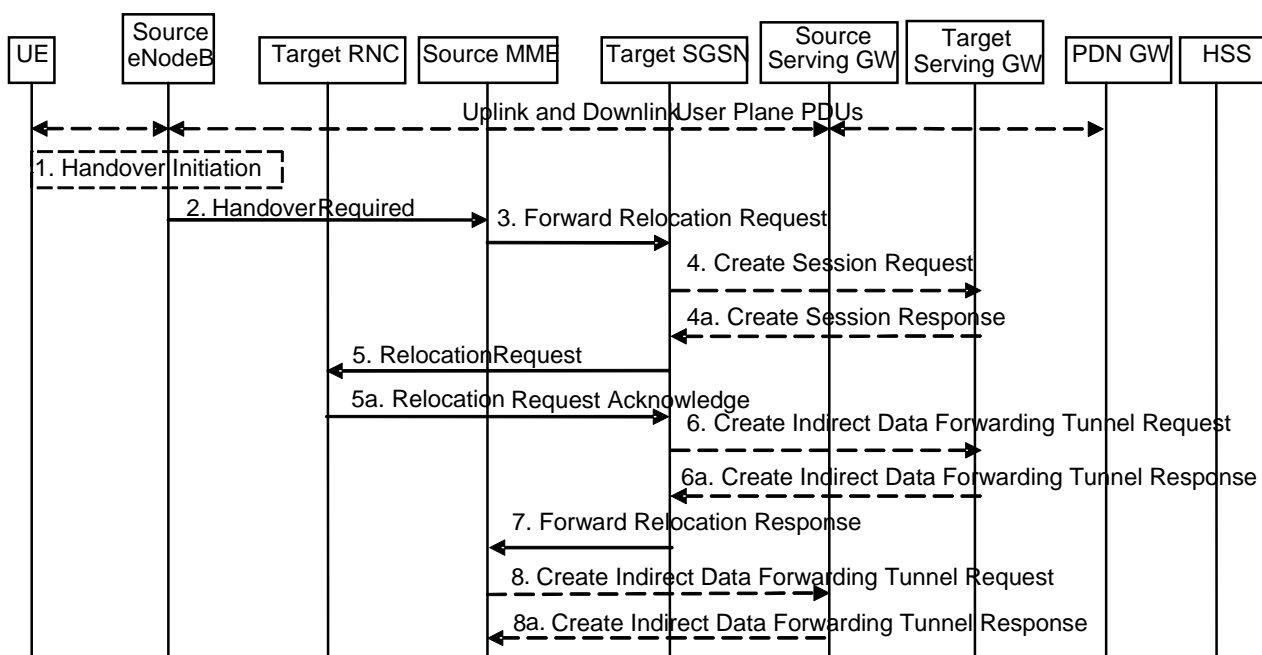 UE
Source
eNodeB
Target RNC
Source MME
Target SGSN
Source
Serving GW
Target
Serving GW
PDN GW
HSS
Uplink and Downlink User Plane PDUs
1. Handover Initiation
2. Handover Required
3. Forward Relocation Request
4. Create Session Request
4a. Create Session Response
5. Relocation Request
5a. Relocation Request Acknowledge
6. Create Indirect Data Forwarding Tunnel Request
6a. Create Indirect Data Forwarding Tunnel Response
7. Forward Relocation Response
8. Create Indirect Data Forwarding Tunnel Request
8a. Create Indirect Data Forwarding Tunnel Response